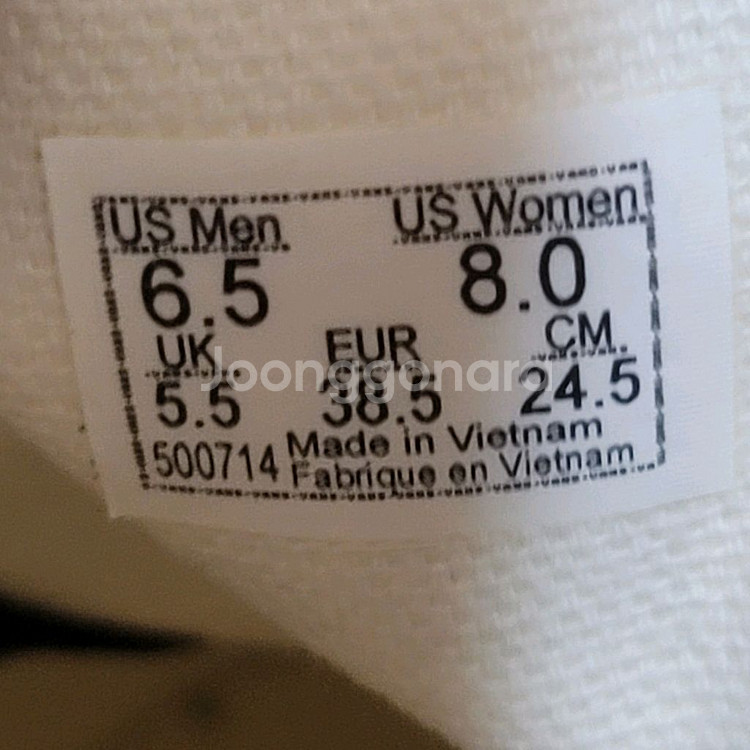 US Men US Women
6.5 8.0
UK EUR CM
5.5 38.5 24.5
500714 Made in Vietnam
Fabrique en Vietnam
Joonggonara